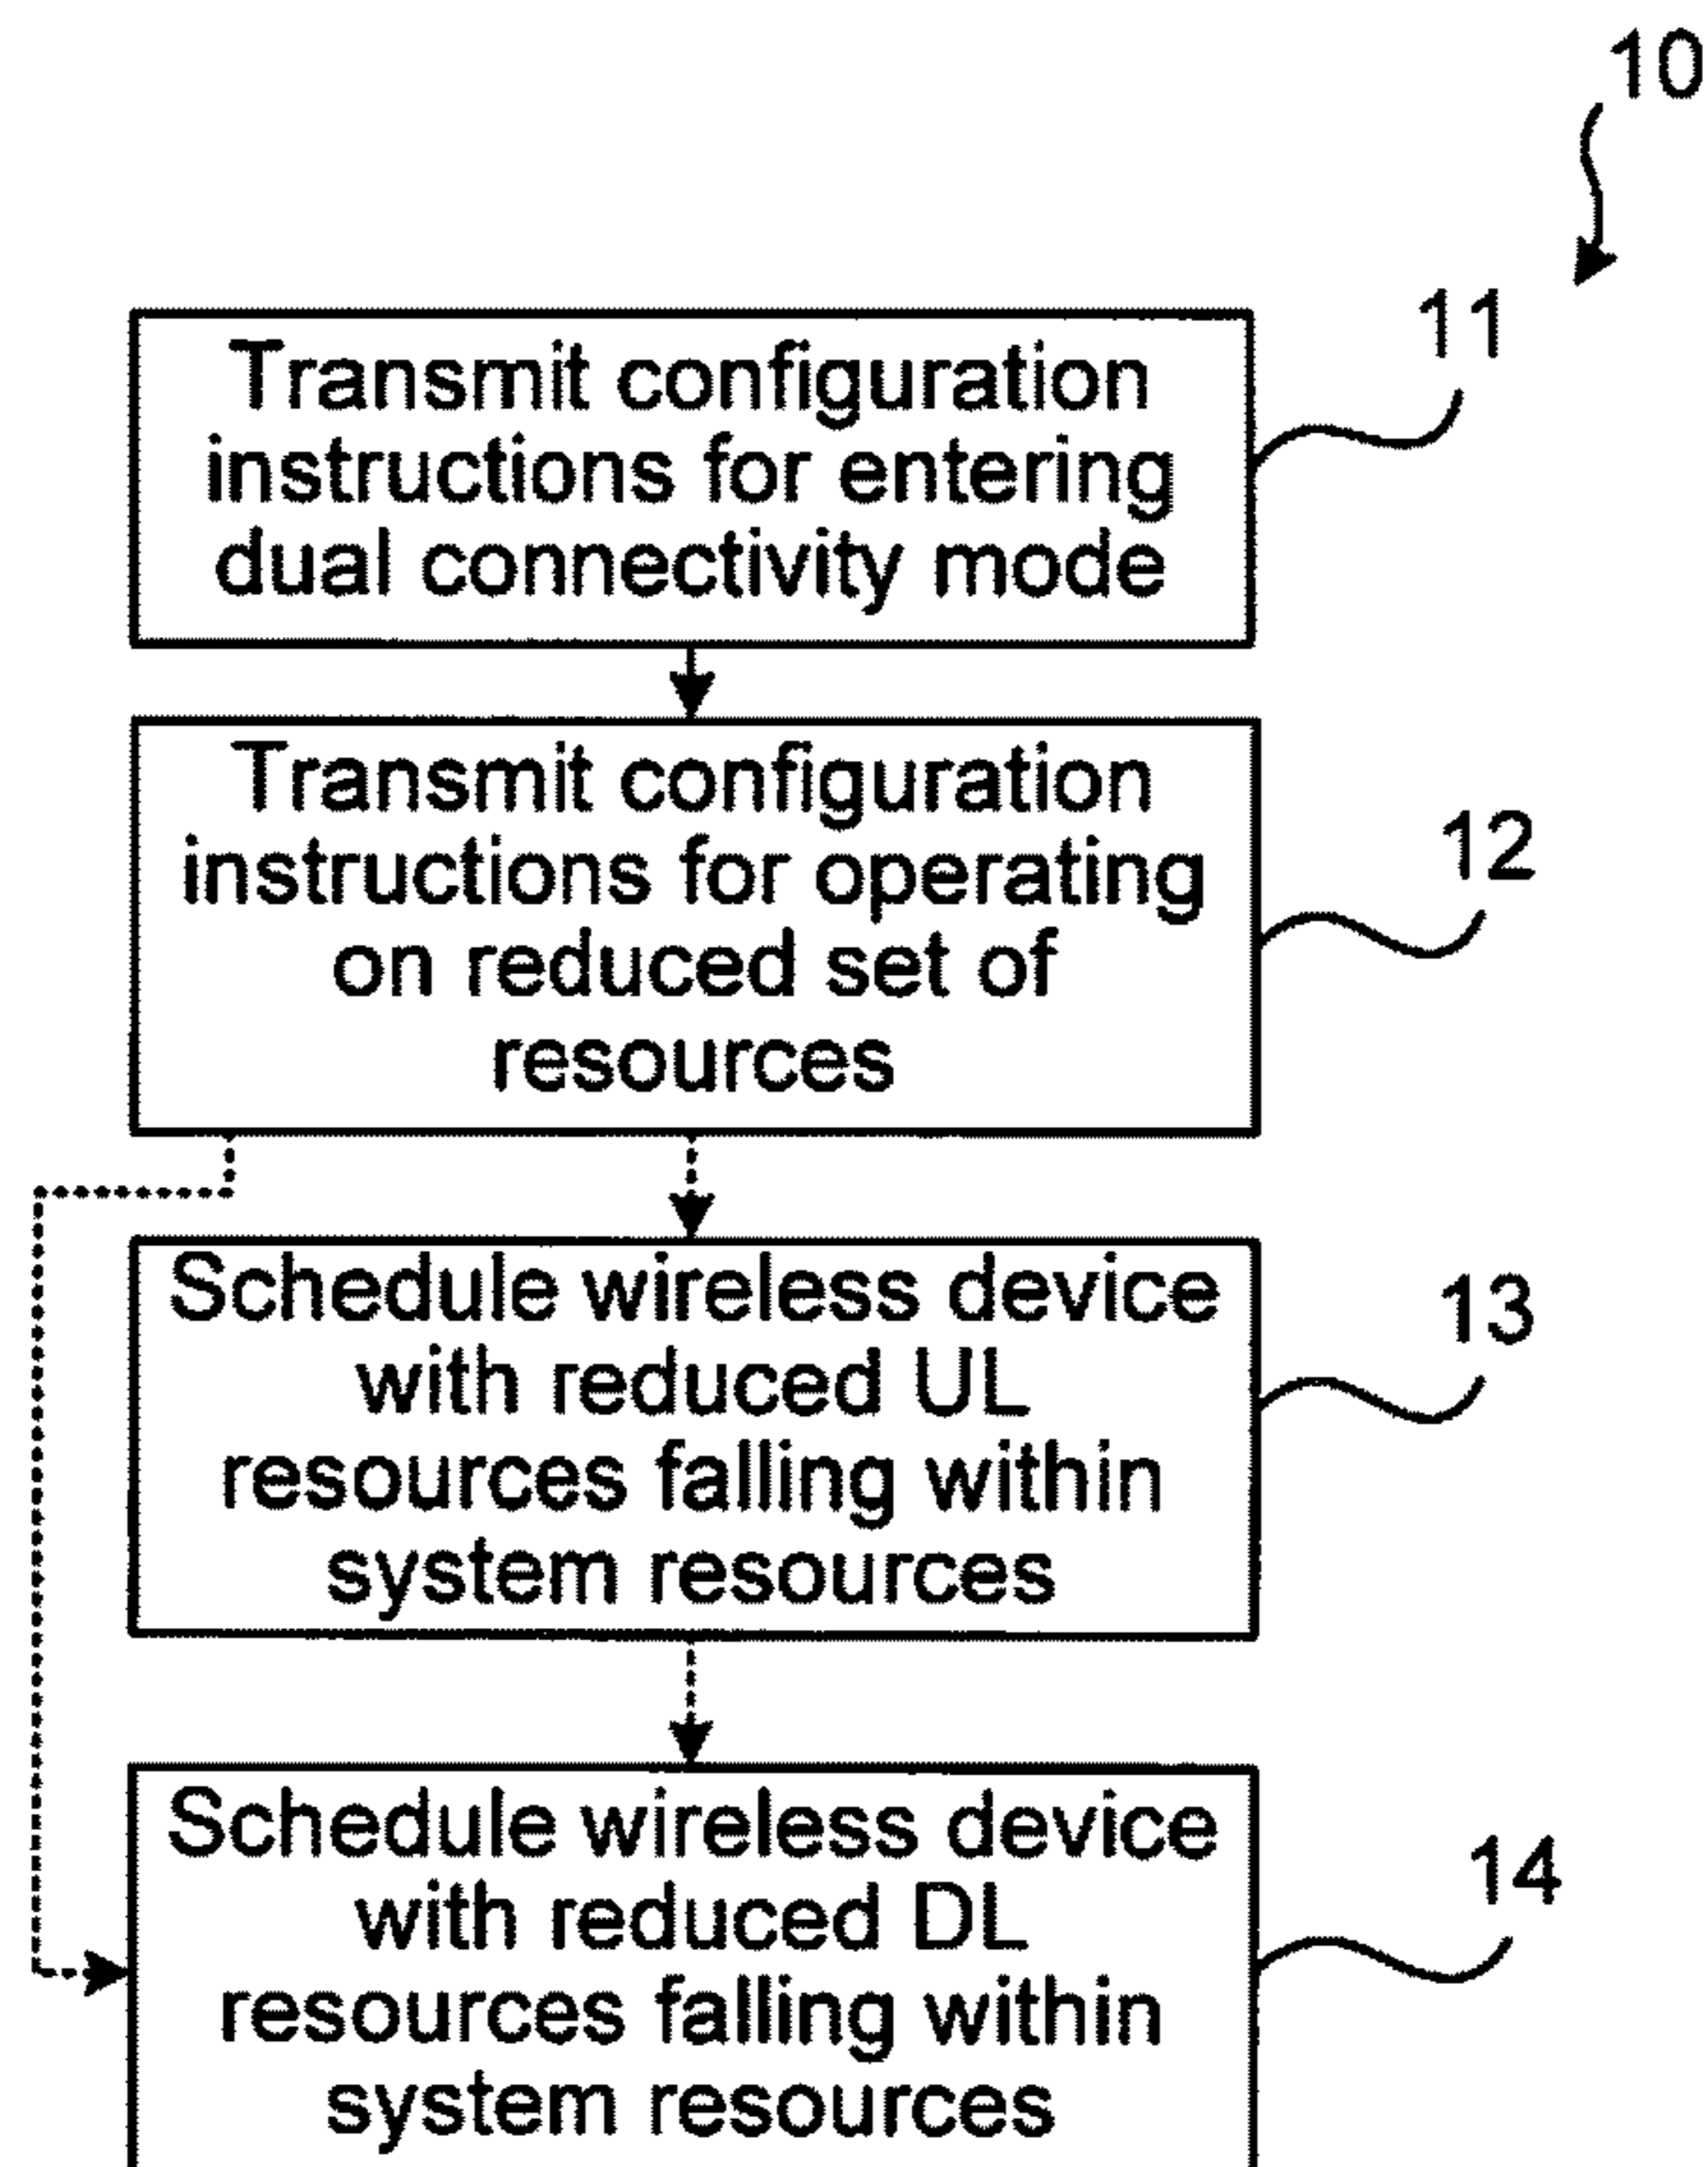 10
11
Transmit configuration
instructions for entering
dual connectivity mode
12
Transmit configuration
instructions for operating
on reduced set of
resources
13
Schedule wireless device
with reduced UL
resources falling within
system resources
14
Schedule wireless device
with reduced DL
resources falling within
system resources